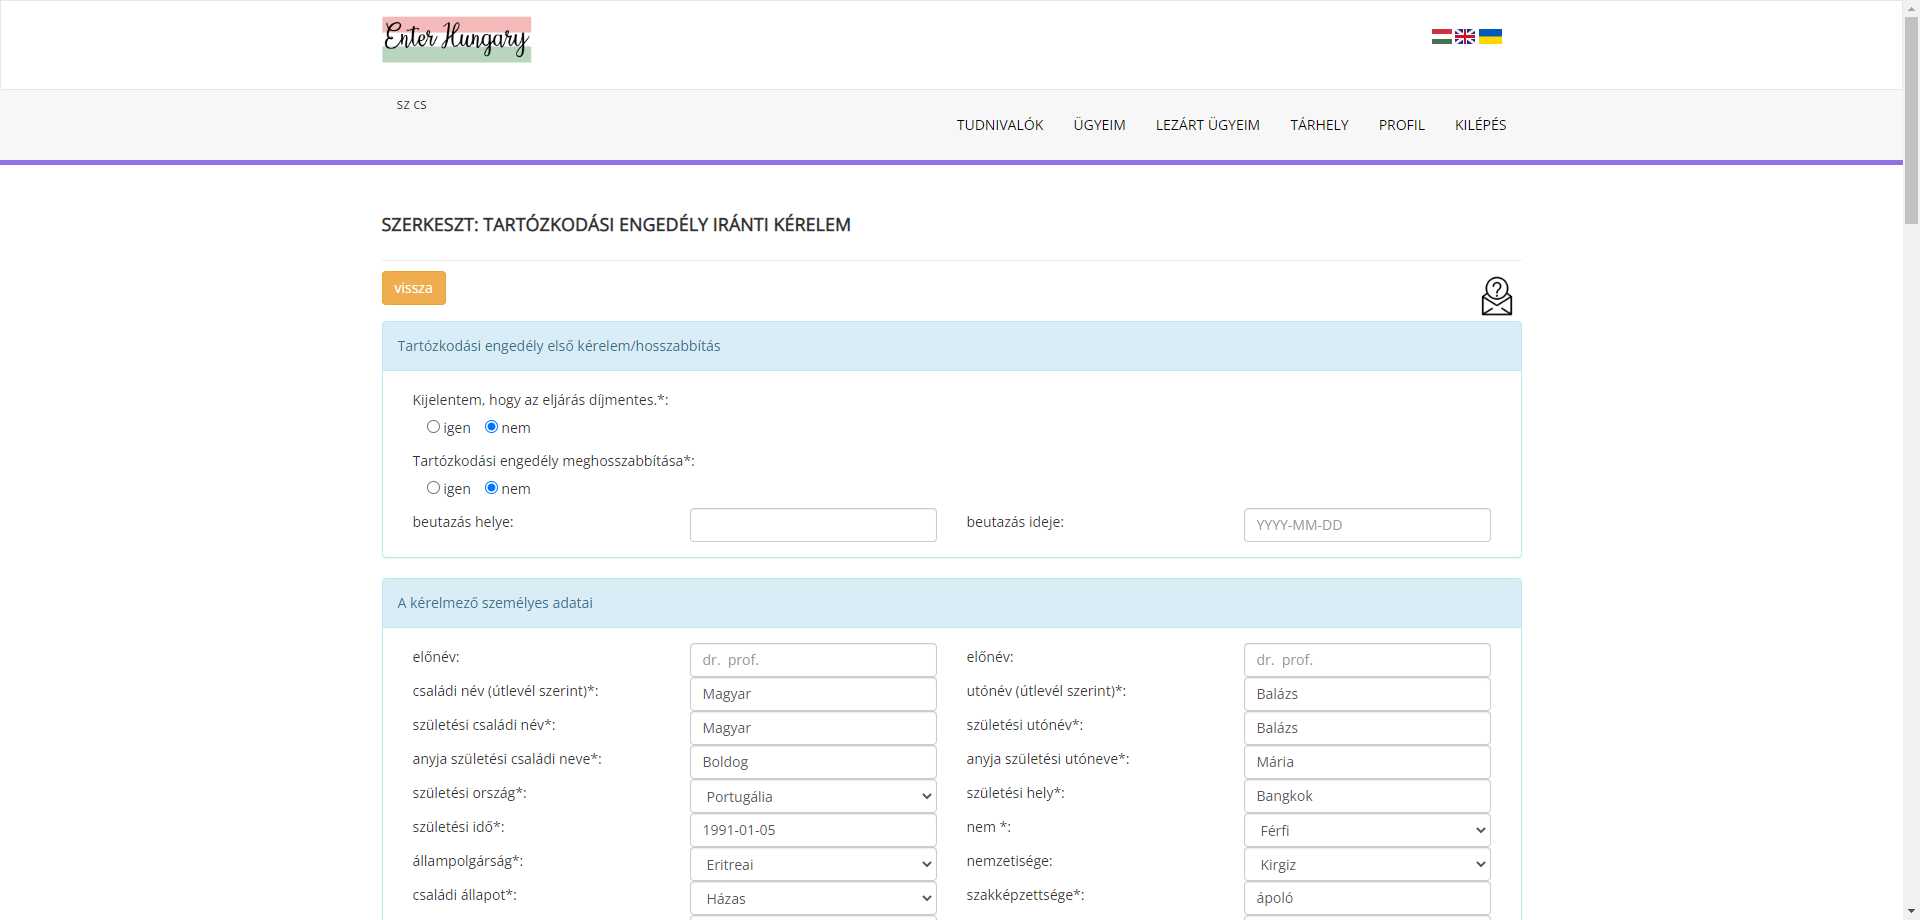 Enter Hungary
sz cs
TUDNIVALÓK ÜGYEIM LEZÁRT ÜGYEIM TÁRHELY PROFIL KILÉPÉS
SZERKESZT: TARTÓZKODÁSI ENGEDÉLY IRÁNTI KÉRELEM
vissza
?
Tartózkodási engedély első kérelem/hosszabbítás
Kijelentem, hogy az eljárás díjmentes.*:
igen nem
Tartózkodási engedély meghosszabbítása*:
igen nem
beutazás helye: beutazás ideje: YYYY-MM-DD
A kérelmező személyes adatai
előnév: dr. prof. előnév: dr. prof.
családi név (útlevél szerint)*: Magyar utónév (útlevél szerint)*: Balázs
születési családi név*: Magyar születési utónév*: Balázs
anyja születési családi neve*: Boldog anyja születési utóneve*: Mária
születési ország*: Portugália születési hely*: Bangkok
születési idő*: 1991-01-05 nem *: Férfi
állampolgárság*: Eritreai nemzetisége: Kirgiz
családi állapot*: Házas szakképzettsége*: ápoló